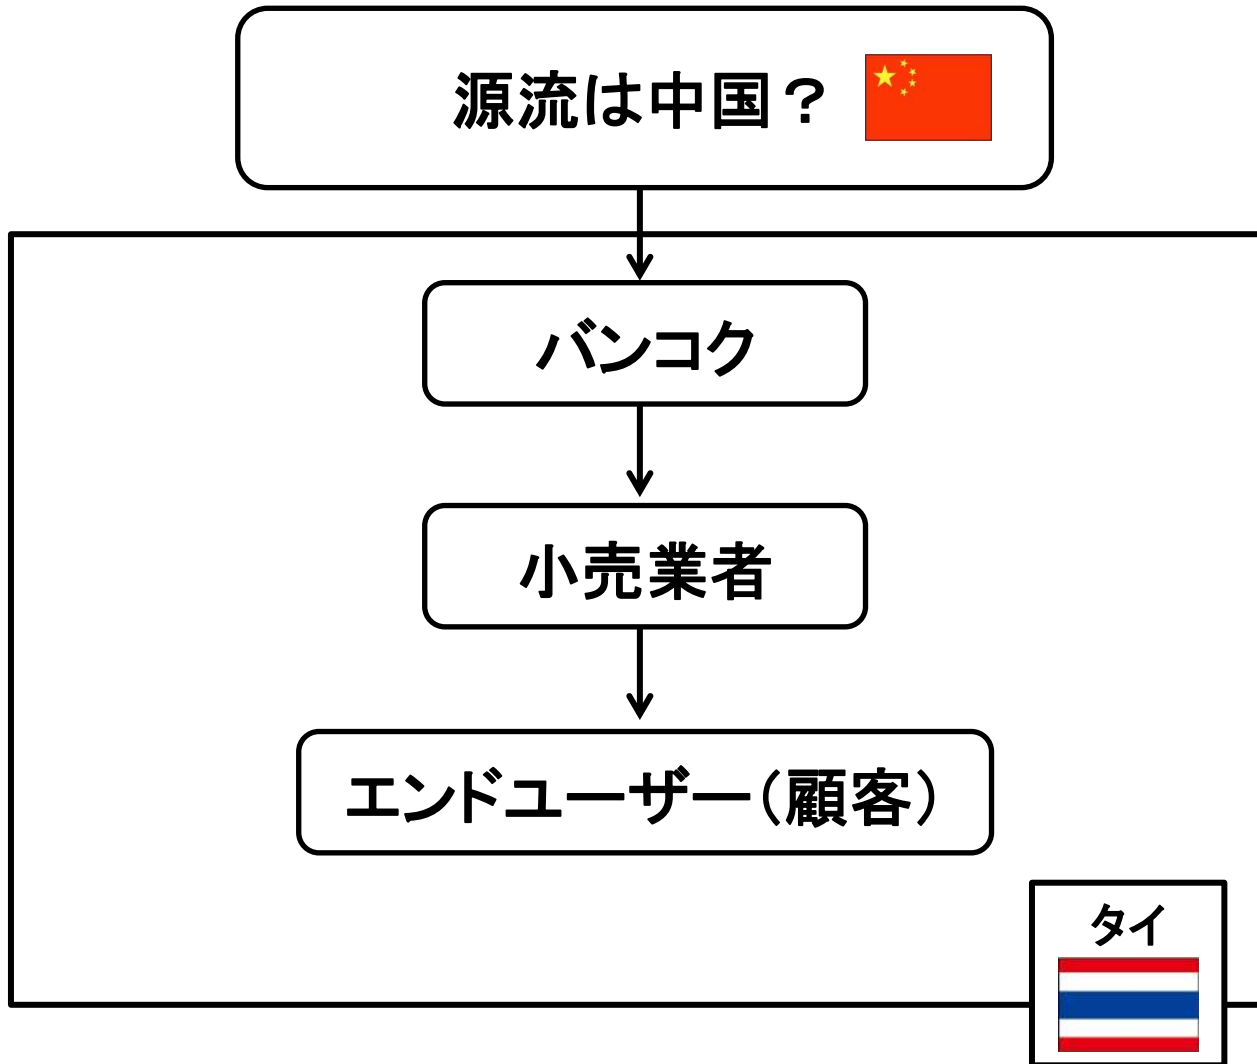 源流は中国？
バンコク
小売業者
エンドユーザー（顧客）
タイ